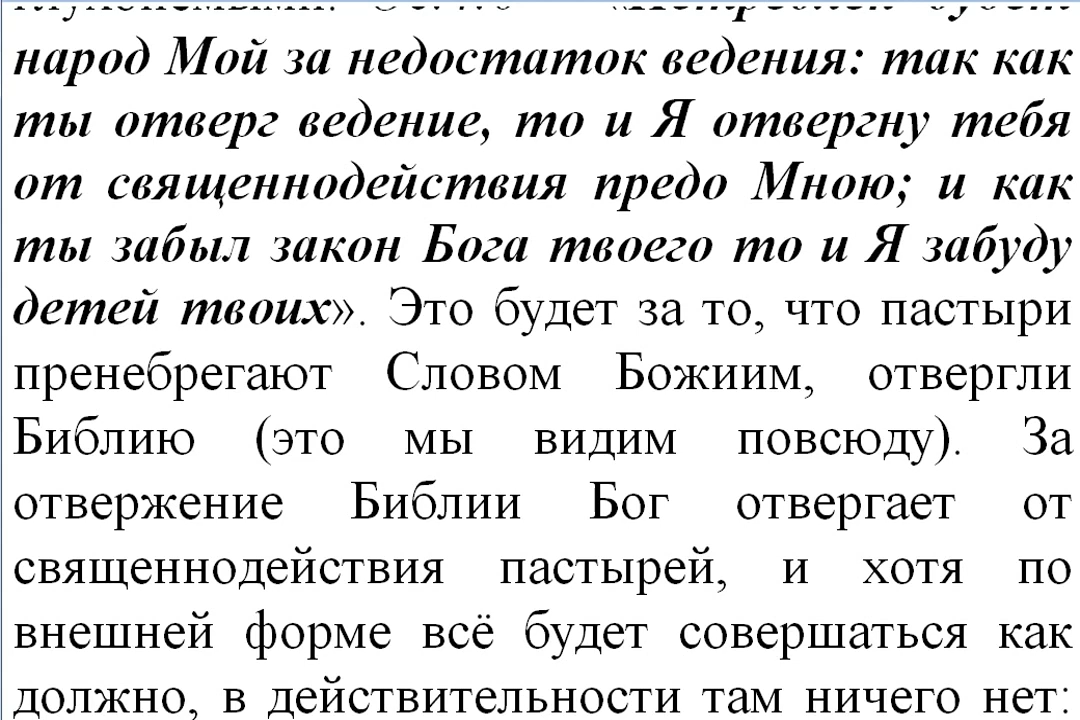 народ Мой за недостаток ведения: так как
ты отверг ведение, то и Я отвергну тебя
от священнодействия предо Мною; и как
ты забыл закон Бога твоего то и Я забуду
детей твоих». Это будет за то, что пастыри
пренебрегают Словом Божиим, отвергли
Библию (это мы видим повсюду). За
отвержение Библии Бог отвергает от
священнодействия пастырей, и хотя по
внешней форме всё будет совершаться как
должно, в действительности там ничего нет: